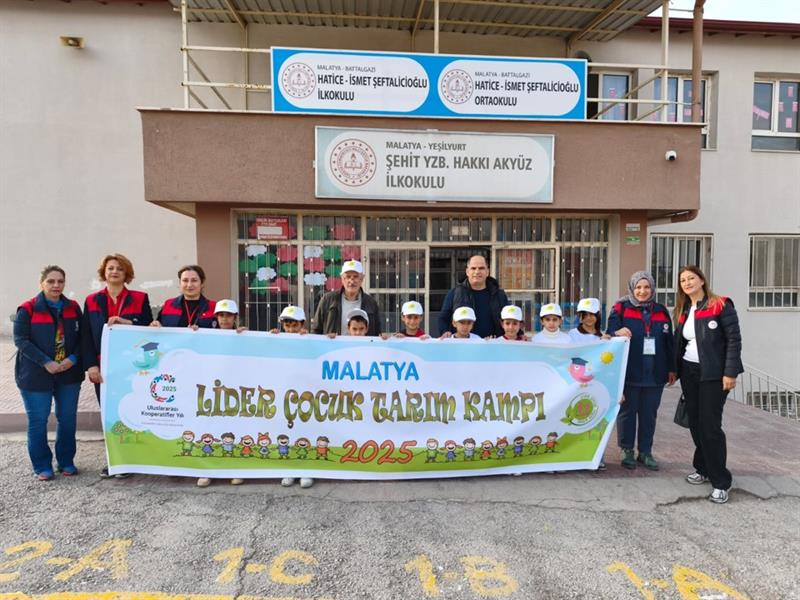 MALATYA - BATTALGAZİ
HATİCE - İSMET ŞEFTALİCİOĞLU
İLKOKULU
MALATYA - BATTALGAZİ
HATİCE - İSMET ŞEFTALİCİOĞLU
ORTAOKULU
MALATYA - YEŞİLYURT
ŞEHİT YZB. HAKKI AKYÜZ
İLKOKULU
MALATYA
LİDER ÇOCUK TARIM KAMPI
2025
2025
Uluslararası
Kooperatifler Yılı
2-A
1-C
1-B
1-A